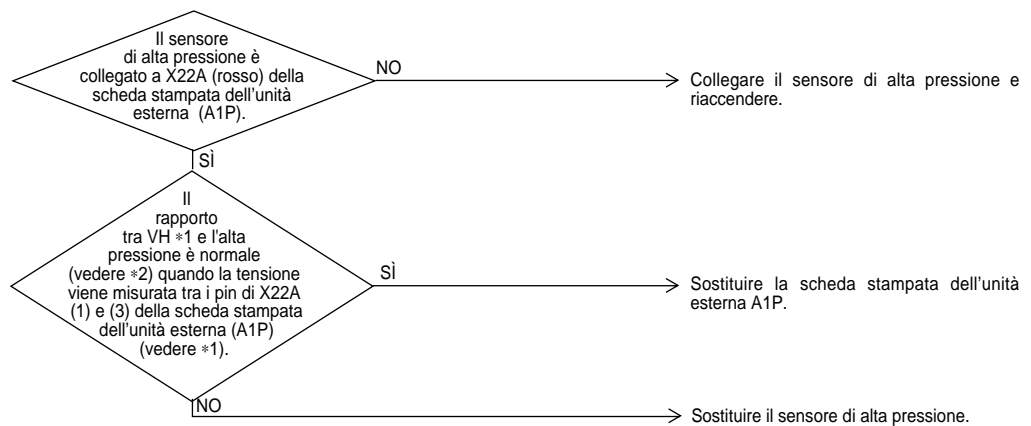 Il sensore
di alta pressione è
collegato a X22A (rosso) della
scheda stampata dell'unità
esterna (A1P).
NO
Collegare il sensore di alta pressione e
riaccendere.
SÌ
Il
rapporto
tra VH *1 e l'alta
pressione è normale
(vedere *2) quando la tensione
viene misurata tra i pin di X22A
(1) e (3) della scheda stampata
dell'unità esterna (A1P)
(vedere *1).
SÌ
Sostituire la scheda stampata dell'unità
esterna A1P.
NO
Sostituire il sensore di alta pressione.